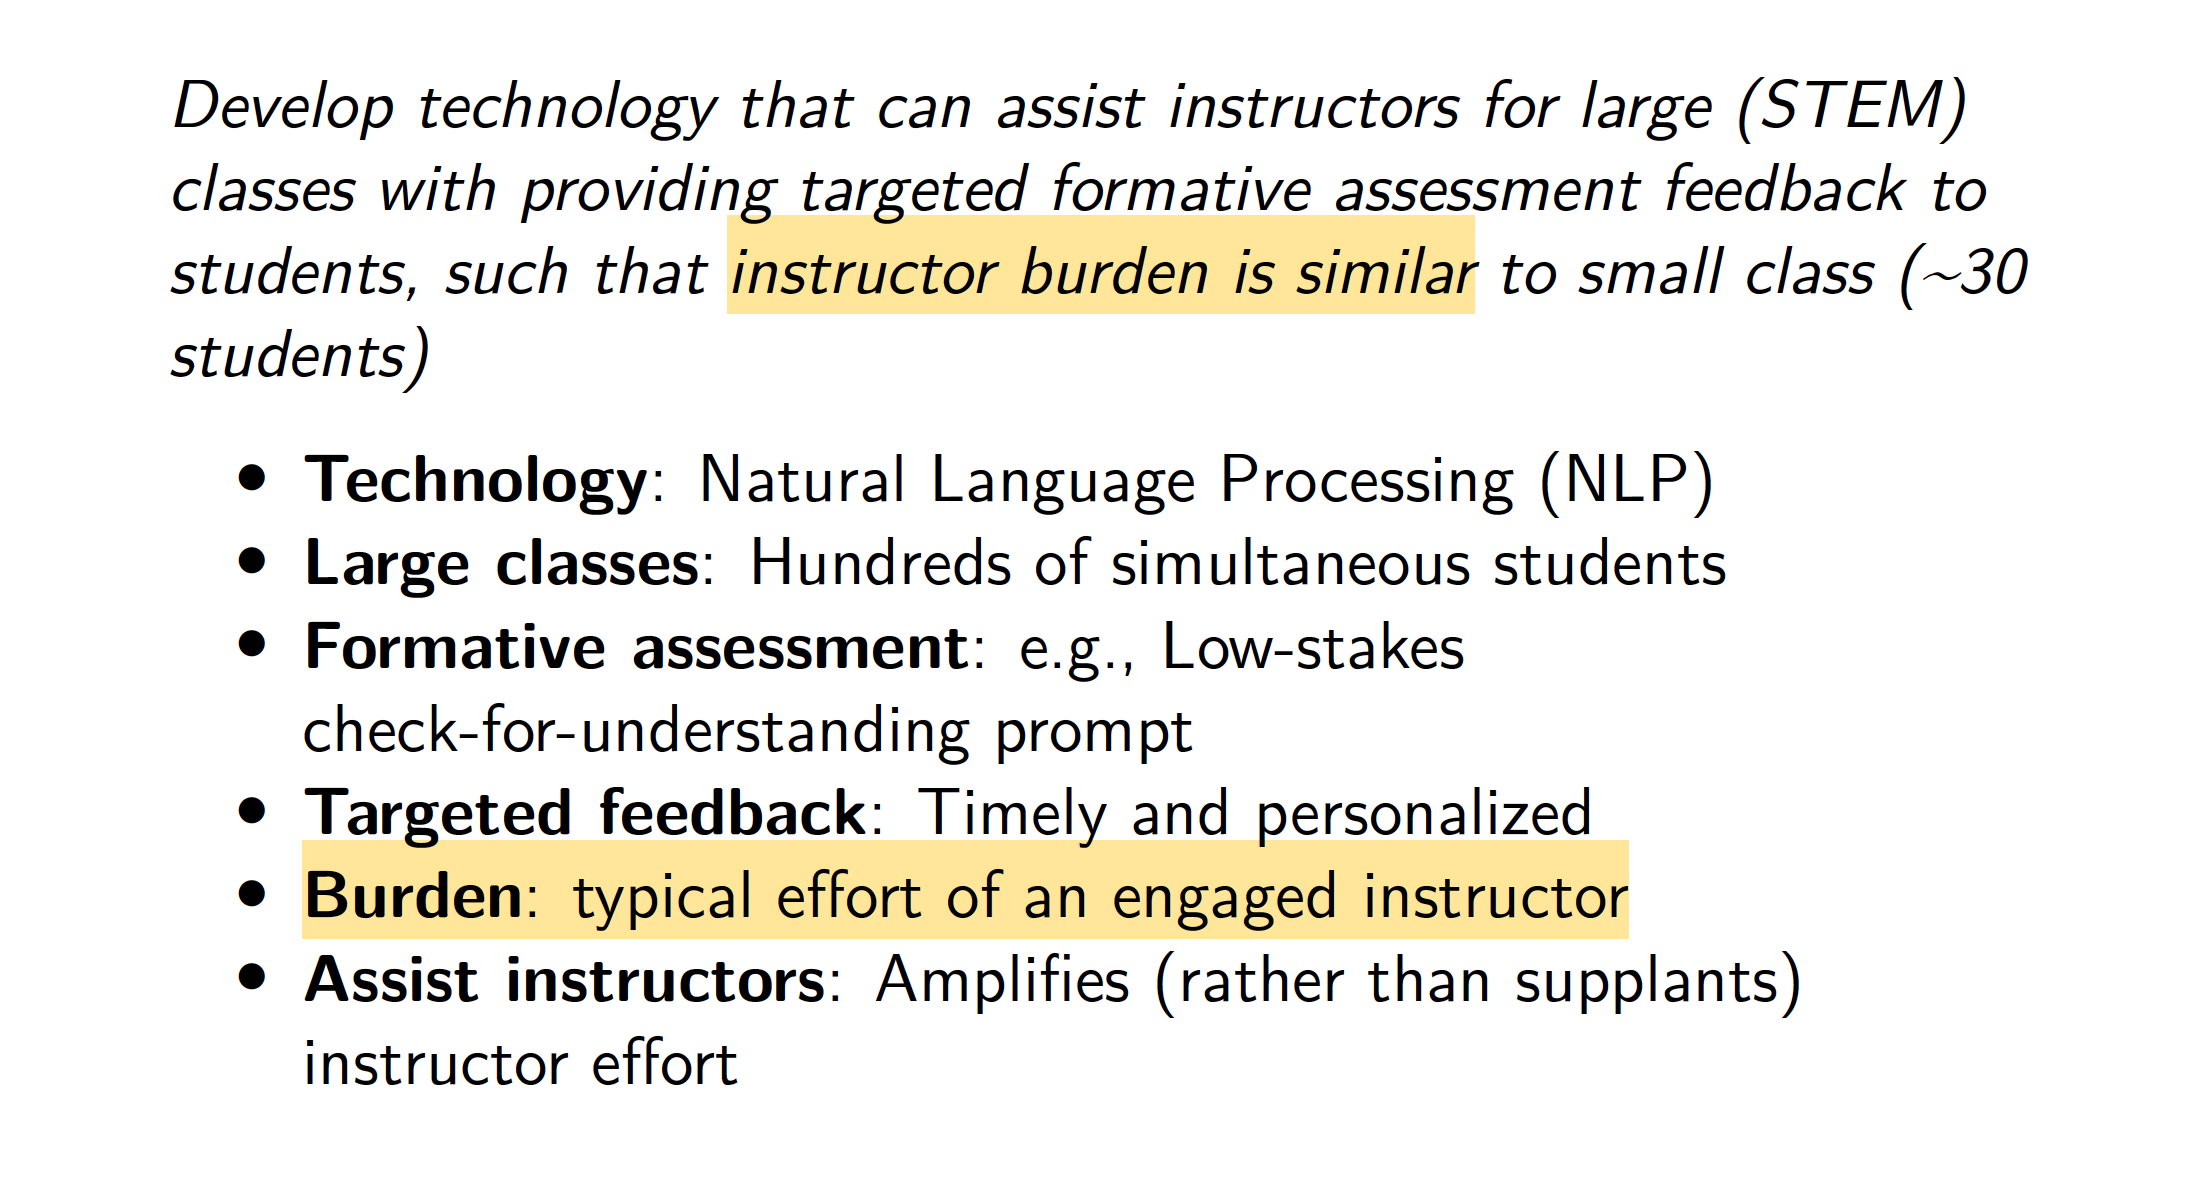 Develop technology that can assist instructors for large (STEM)
classes with providing targeted formative assessment feedback to
students, such that instructor burden is similar to small class (~30
students)
• Technology: Natural Language Processing (NLP)
• Large classes: Hundreds of simultaneous students
• Formative assessment: e.g., Low-stakes
check-for-understanding prompt
• Targeted feedback: Timely and personalized
• Burden: typical effort of an engaged instructor
• Assist instructors: Amplifies (rather than supplants)
instructor effort